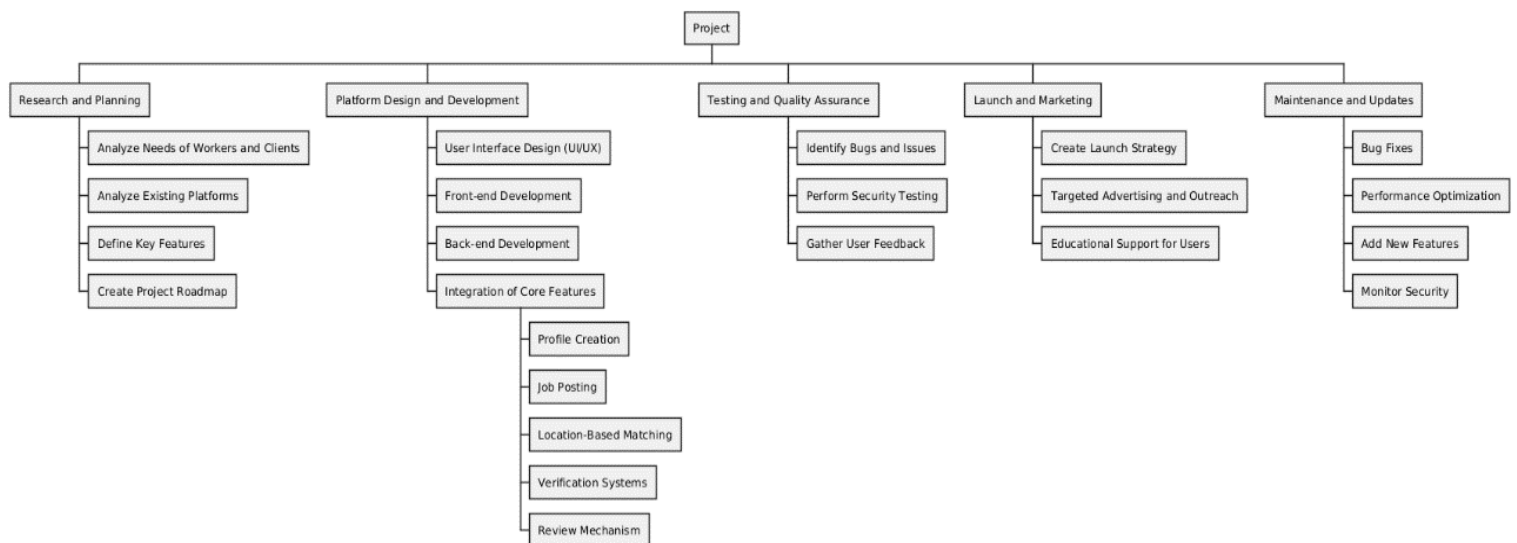 Project
Research and Planning
Analyze Needs of Workers and Clients
Analyze Existing Platforms
Define Key Features
Create Project Roadmap
Platform Design and Development
User Interface Design (UI/UX)
Front-end Development
Back-end Development
Integration of Core Features
Profile Creation
Job Posting
Location-Based Matching
Verification Systems
Review Mechanism
Testing and Quality Assurance
Identify Bugs and Issues
Perform Security Testing
Gather User Feedback
Launch and Marketing
Create Launch Strategy
Targeted Advertising and Outreach
Educational Support for Users
Maintenance and Updates
Bug Fixes
Performance Optimization
Add New Features
Monitor Security